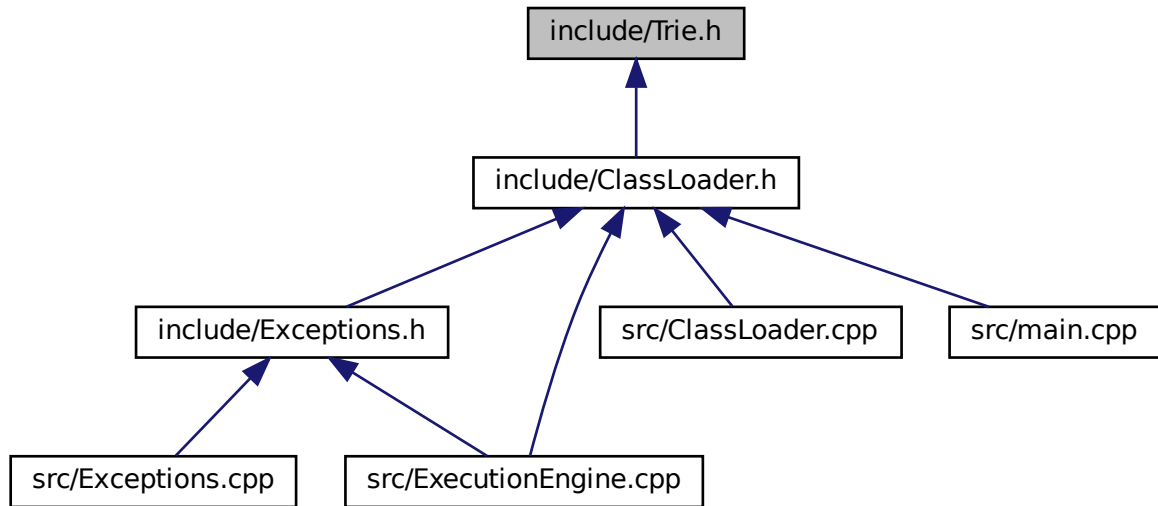 include/Trie.h
include/ClassLoader.h
include/Exceptions.h
src/ClassLoader.cpp
src/main.cpp
src/Exceptions.cpp
src/ExecutionEngine.cpp